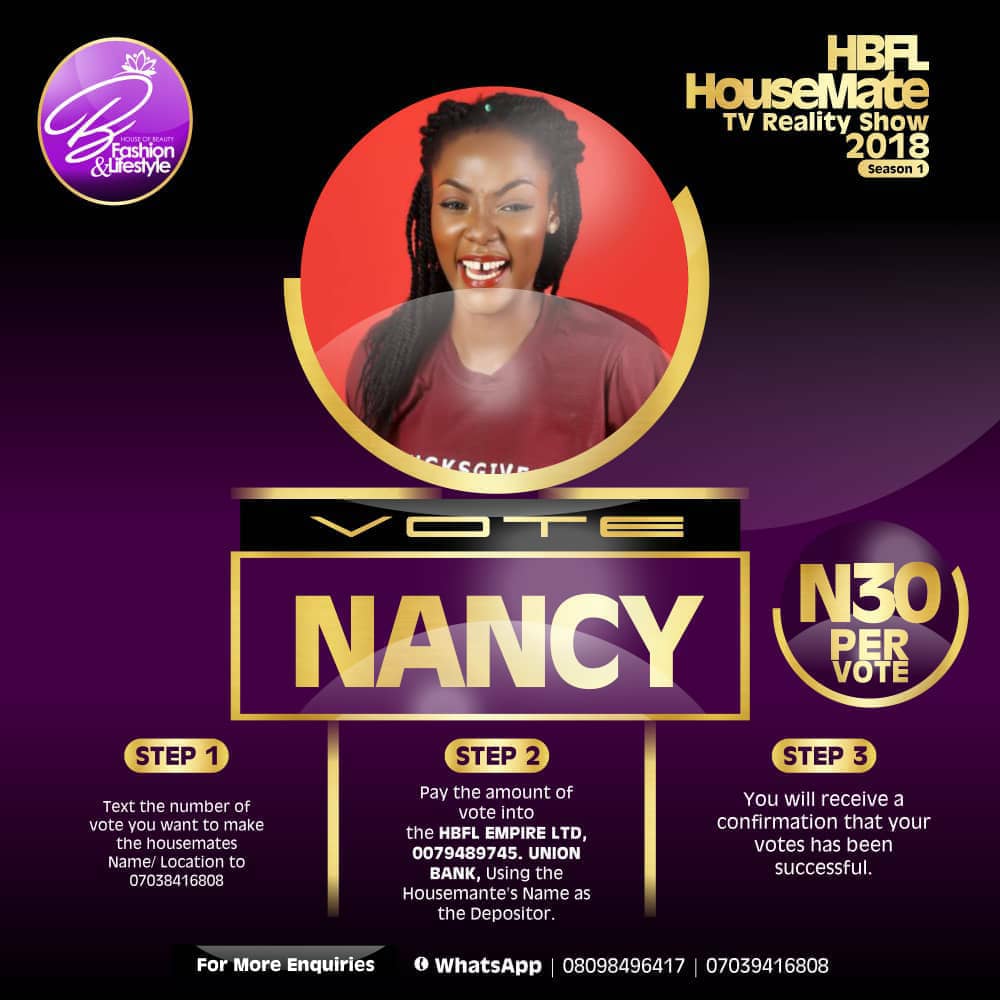 B
HOUSE OF BEAUTY
Fashion
&Lifestyle
HBFL
HouseMate
TV Reality Show
2018
Season 1
VOTE
NANCY
N30
PER
VOTE
STEP 1
Text the number of
vote you want to make
the housemates
Name/ Location to
07038416808
STEP 2
Pay the amount of
vote into
the HBFL EMPIRE LTD,
0079489745. UNION
BANK, Using the
Housemante's Name as
the Depositor.
STEP 3
You will receive a
confirmation that your
votes has been
successful.
For More Enquiries WhatsApp | 08098496417 | 07039416808